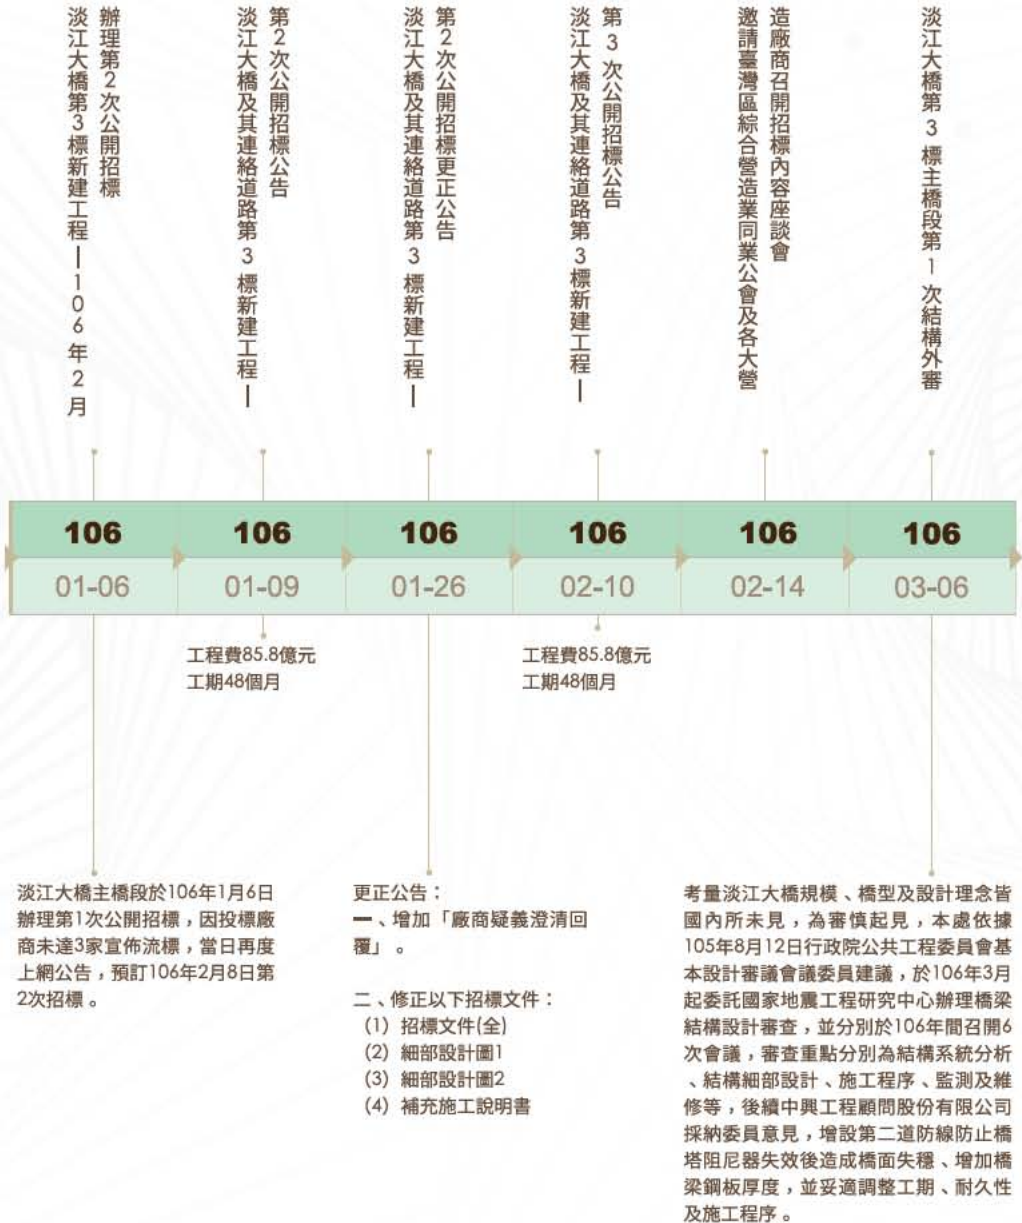 淡江大橋第3標新建工程—106年2月
辦理第2次公開招標
淡江大橋及其連絡道路第3標新建工程—
第2次公開招標公告
淡江大橋及其連絡道路第3標新建工程—
第2次公開招標更正公告
淡江大橋及其連絡道路第3標新建工程—
第3次公開招標公告
邀請臺灣區綜合營造業同業公會及各大營
造廠商召開招標內容座談會
淡江大橋第3標主橋段第1次結構外審
106
106
106
106
106
106
01-06
01-09
01-26
02-10
02-14
03-06
工程費85.8億元
工期48個月
工程費85.8億元
工期48個月
淡江大橋主橋段於106年1月6日
辦理第1次公開招標，因投標廠
商未達3家宣佈流標，當日再度
上網公告，預訂106年2月8日第
2次招標。
更正公告：
一、增加「廠商疑義澄清回
覆」。
二、修正以下招標文件：
(1) 招標文件(全)
(2) 細部設計圖1
(3) 細部設計圖2
(4) 補充施工說明書
考量淡江大橋規模、橋型及設計理念皆
國內所未見，為審慎起見，本處依據
105年8月12日行政院公共工程委員會基
本設計審議會議委員建議，於106年3月
起委託國家地震工程研究中心辦理橋梁
結構設計審查，並分別於106年間召開6
次會議，審查重點分別為結構系統分析
、結構細部設計、施工程序、監測及維
修等，後續中興工程顧問股份有限公司
採納委員意見，增設第二道防線防止橋
塔阻尼器失效後造成橋面失穩、增加橋
梁鋼板厚度，並妥適調整工期、耐久性
及施工程序。